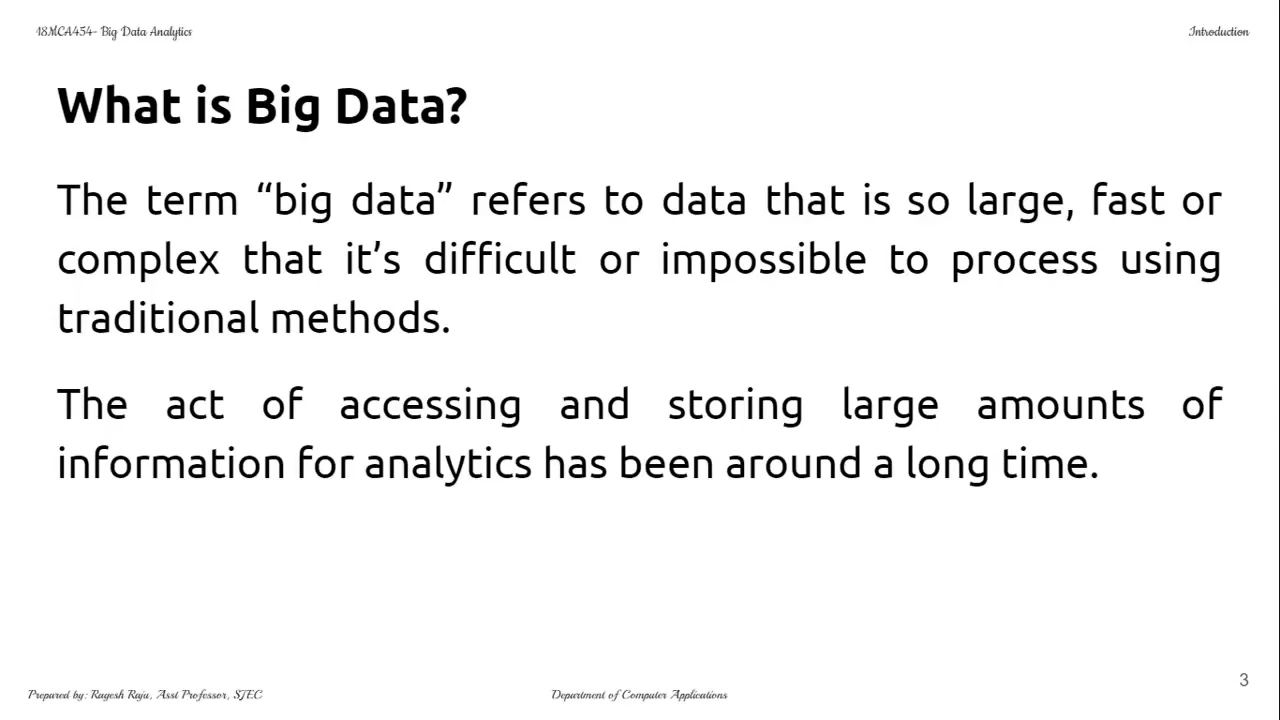 18MCA454- Big Data Analytics
Introduction
What is Big Data?
The term “big data” refers to data that is so large, fast or
complex that it’s difficult or impossible to process using
traditional methods.
The act of accessing and storing large amounts of
information for analytics has been around a long time.
3
Prepared by: Ragesh Raju, Asst Professor, SJEC
Department of Computer Applications